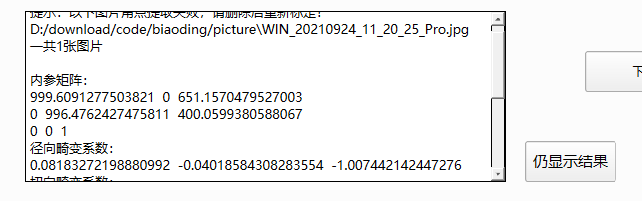 提示：以下图片角点提取失败，请删除后重新标定！
D:/download/code/biaoding/picture\WIN_20210924_11_20_25_Pro.jpg
一共1张图片
内参矩阵：
999.6091277503821 0 651.1570479527003
0 996.4762427475811 400.0599380588067
0 0 1
径向畸变系数：
0.08183272198880992 -0.04018584308283554 -1.007442142447276
切向畸变系数：
下
仍显示结果